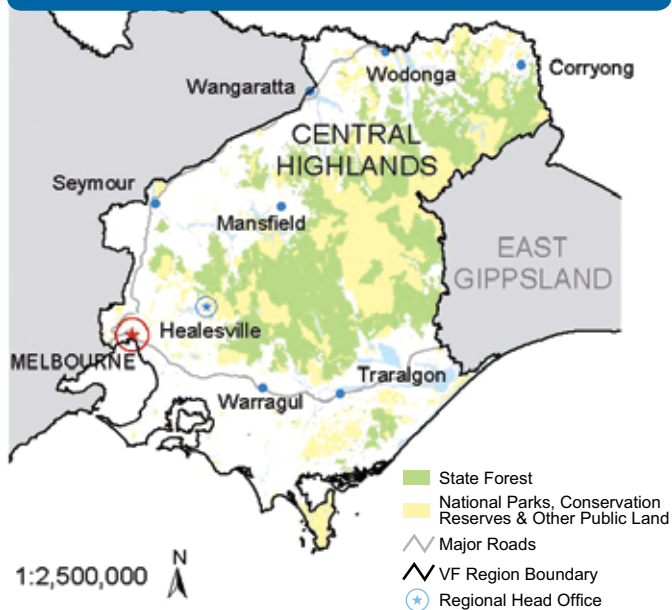 Wangaratta
Wodonga
Corryong
CENTRAL
HIGHLANDS
Seymour
Mansfield
EAST
GIPPSLAND
Healesville
MELBOURNE
Traralgon
Warragul
State Forest
National Parks, Conservation
Reserves & Other Public Land
Major Roads
VF Region Boundary
Regional Head Office
1:2,500,000
N